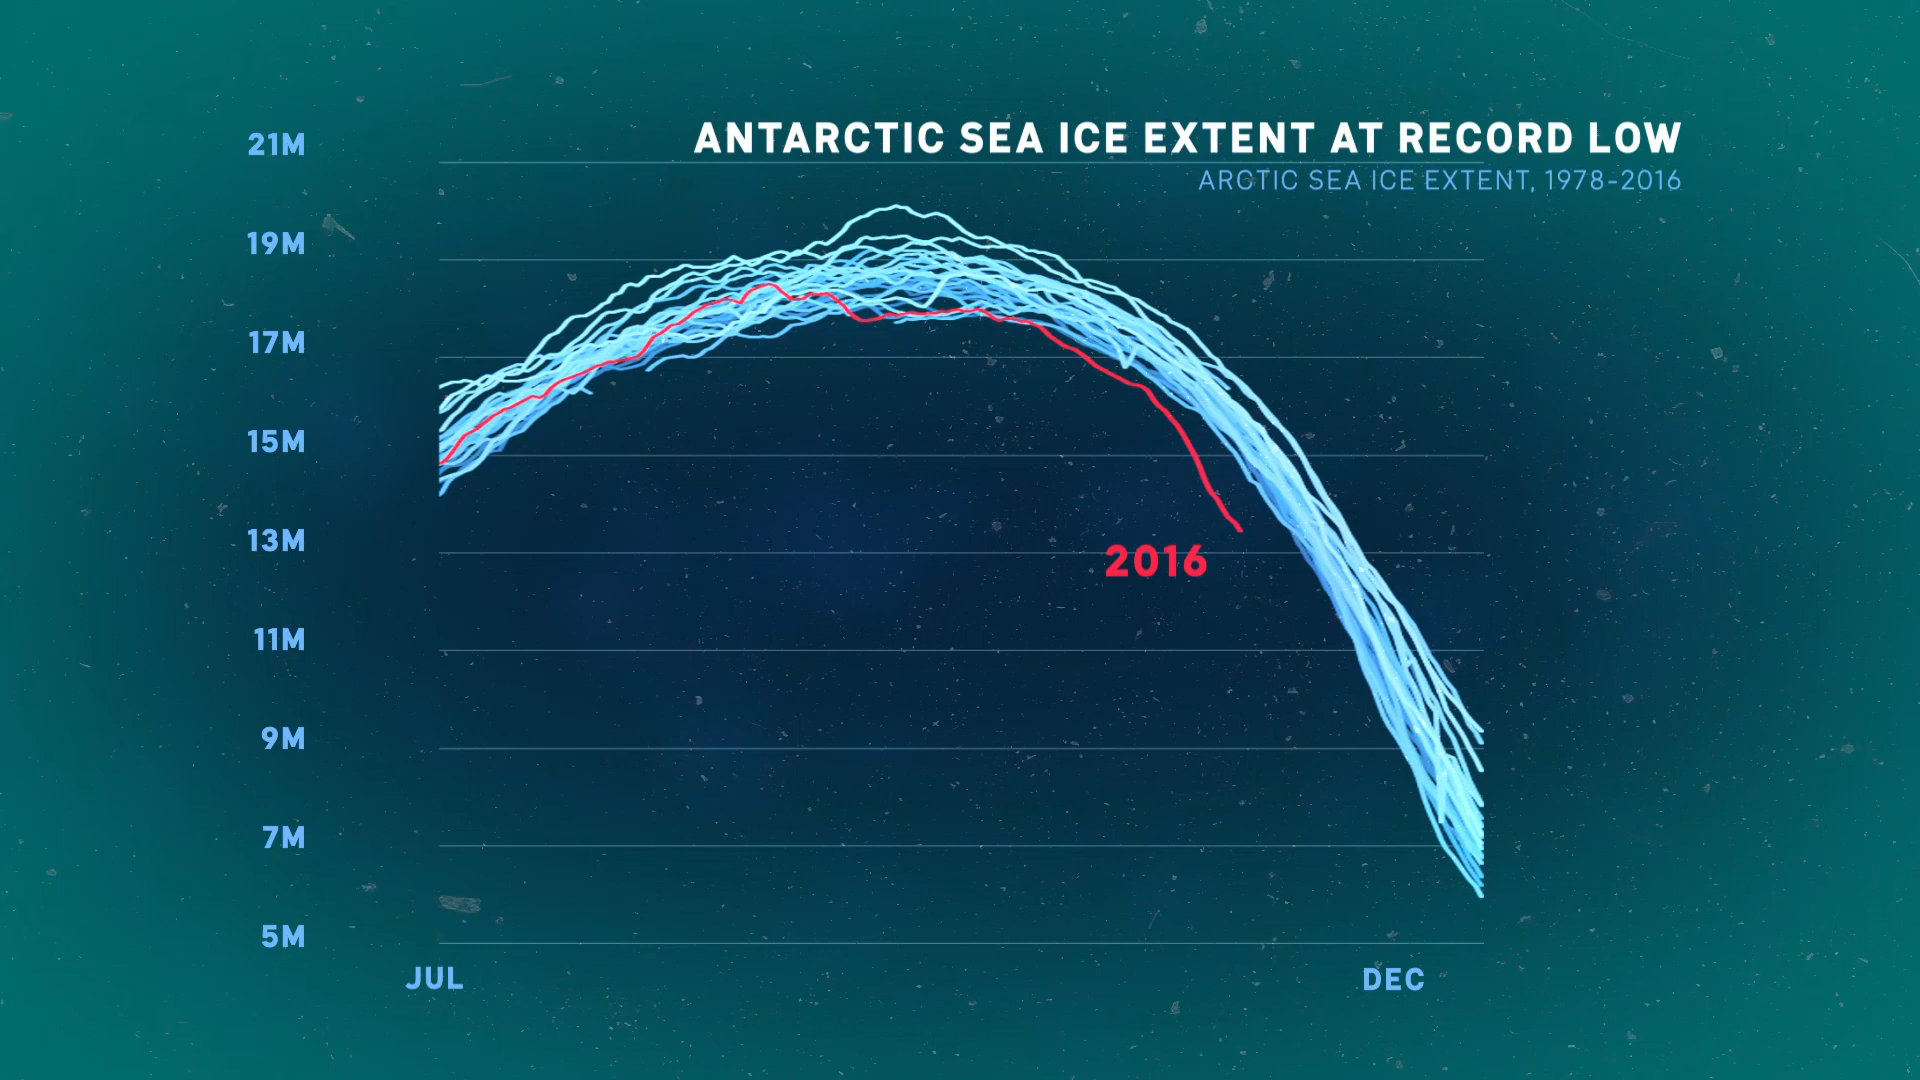 ANTARCTIC SEA ICE EXTENT AT RECORD LOW
ARCTIC SEA ICE EXTENT, 1978-2016
21M
19M
17M
15M
13M
11M
9M
7M
5M
2016
JUL
DEC